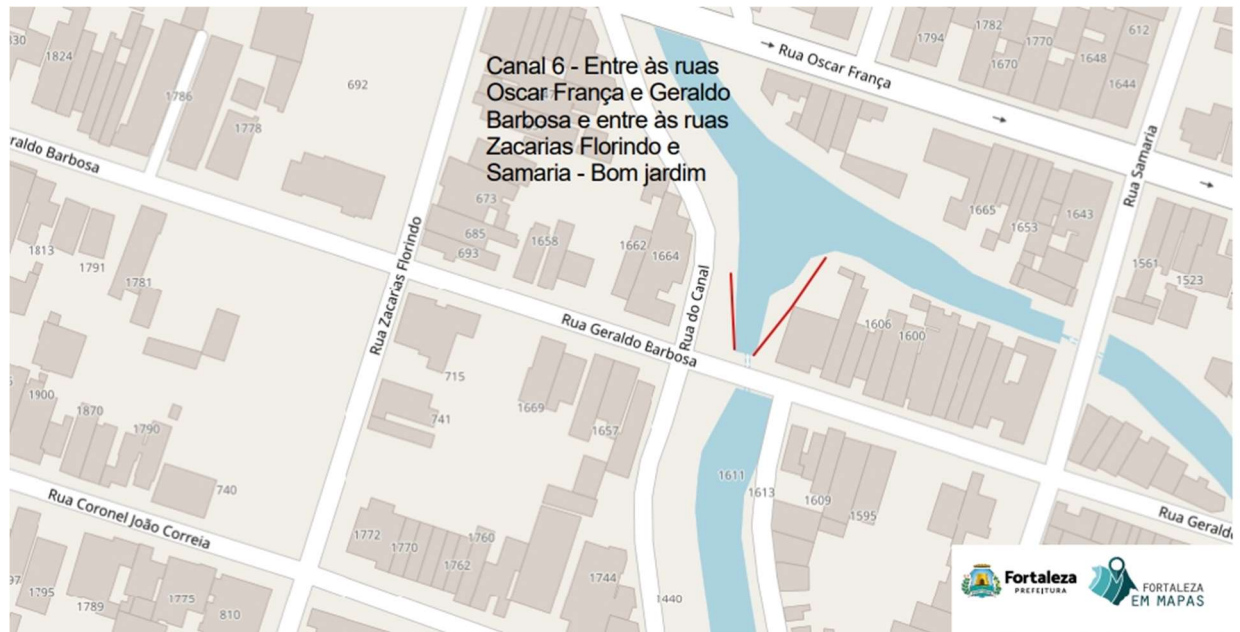 Canal 6 - Entre às ruas
Oscar França e Geraldo
Barbosa e entre às ruas
Zacarias Florindo e
Samaria - Bom jardim
Rua Oscar França
Rua Samaria
raldo Barbosa
Rua Zacarias Florindo
Rua do Canal
Rua Geraldo Barbosa
Rua Coronel João Correia
Rua Gerald
830
1824
1786
1778
692
1794
1782
1770
1670
1648
1644
612
673
685
693
1658
1662
1664
1665
1653
1643
1561
1523
1813
1791
1781
1606
1600
715
741
1669
1657
1900
1870
1790
740
1611
1613
1609
1595
1772
1770
1762
1760
1744
1440
1795
1789
1775
810
Fortaleza
PREFEITURA
FORTALEZA
EM MAPAS